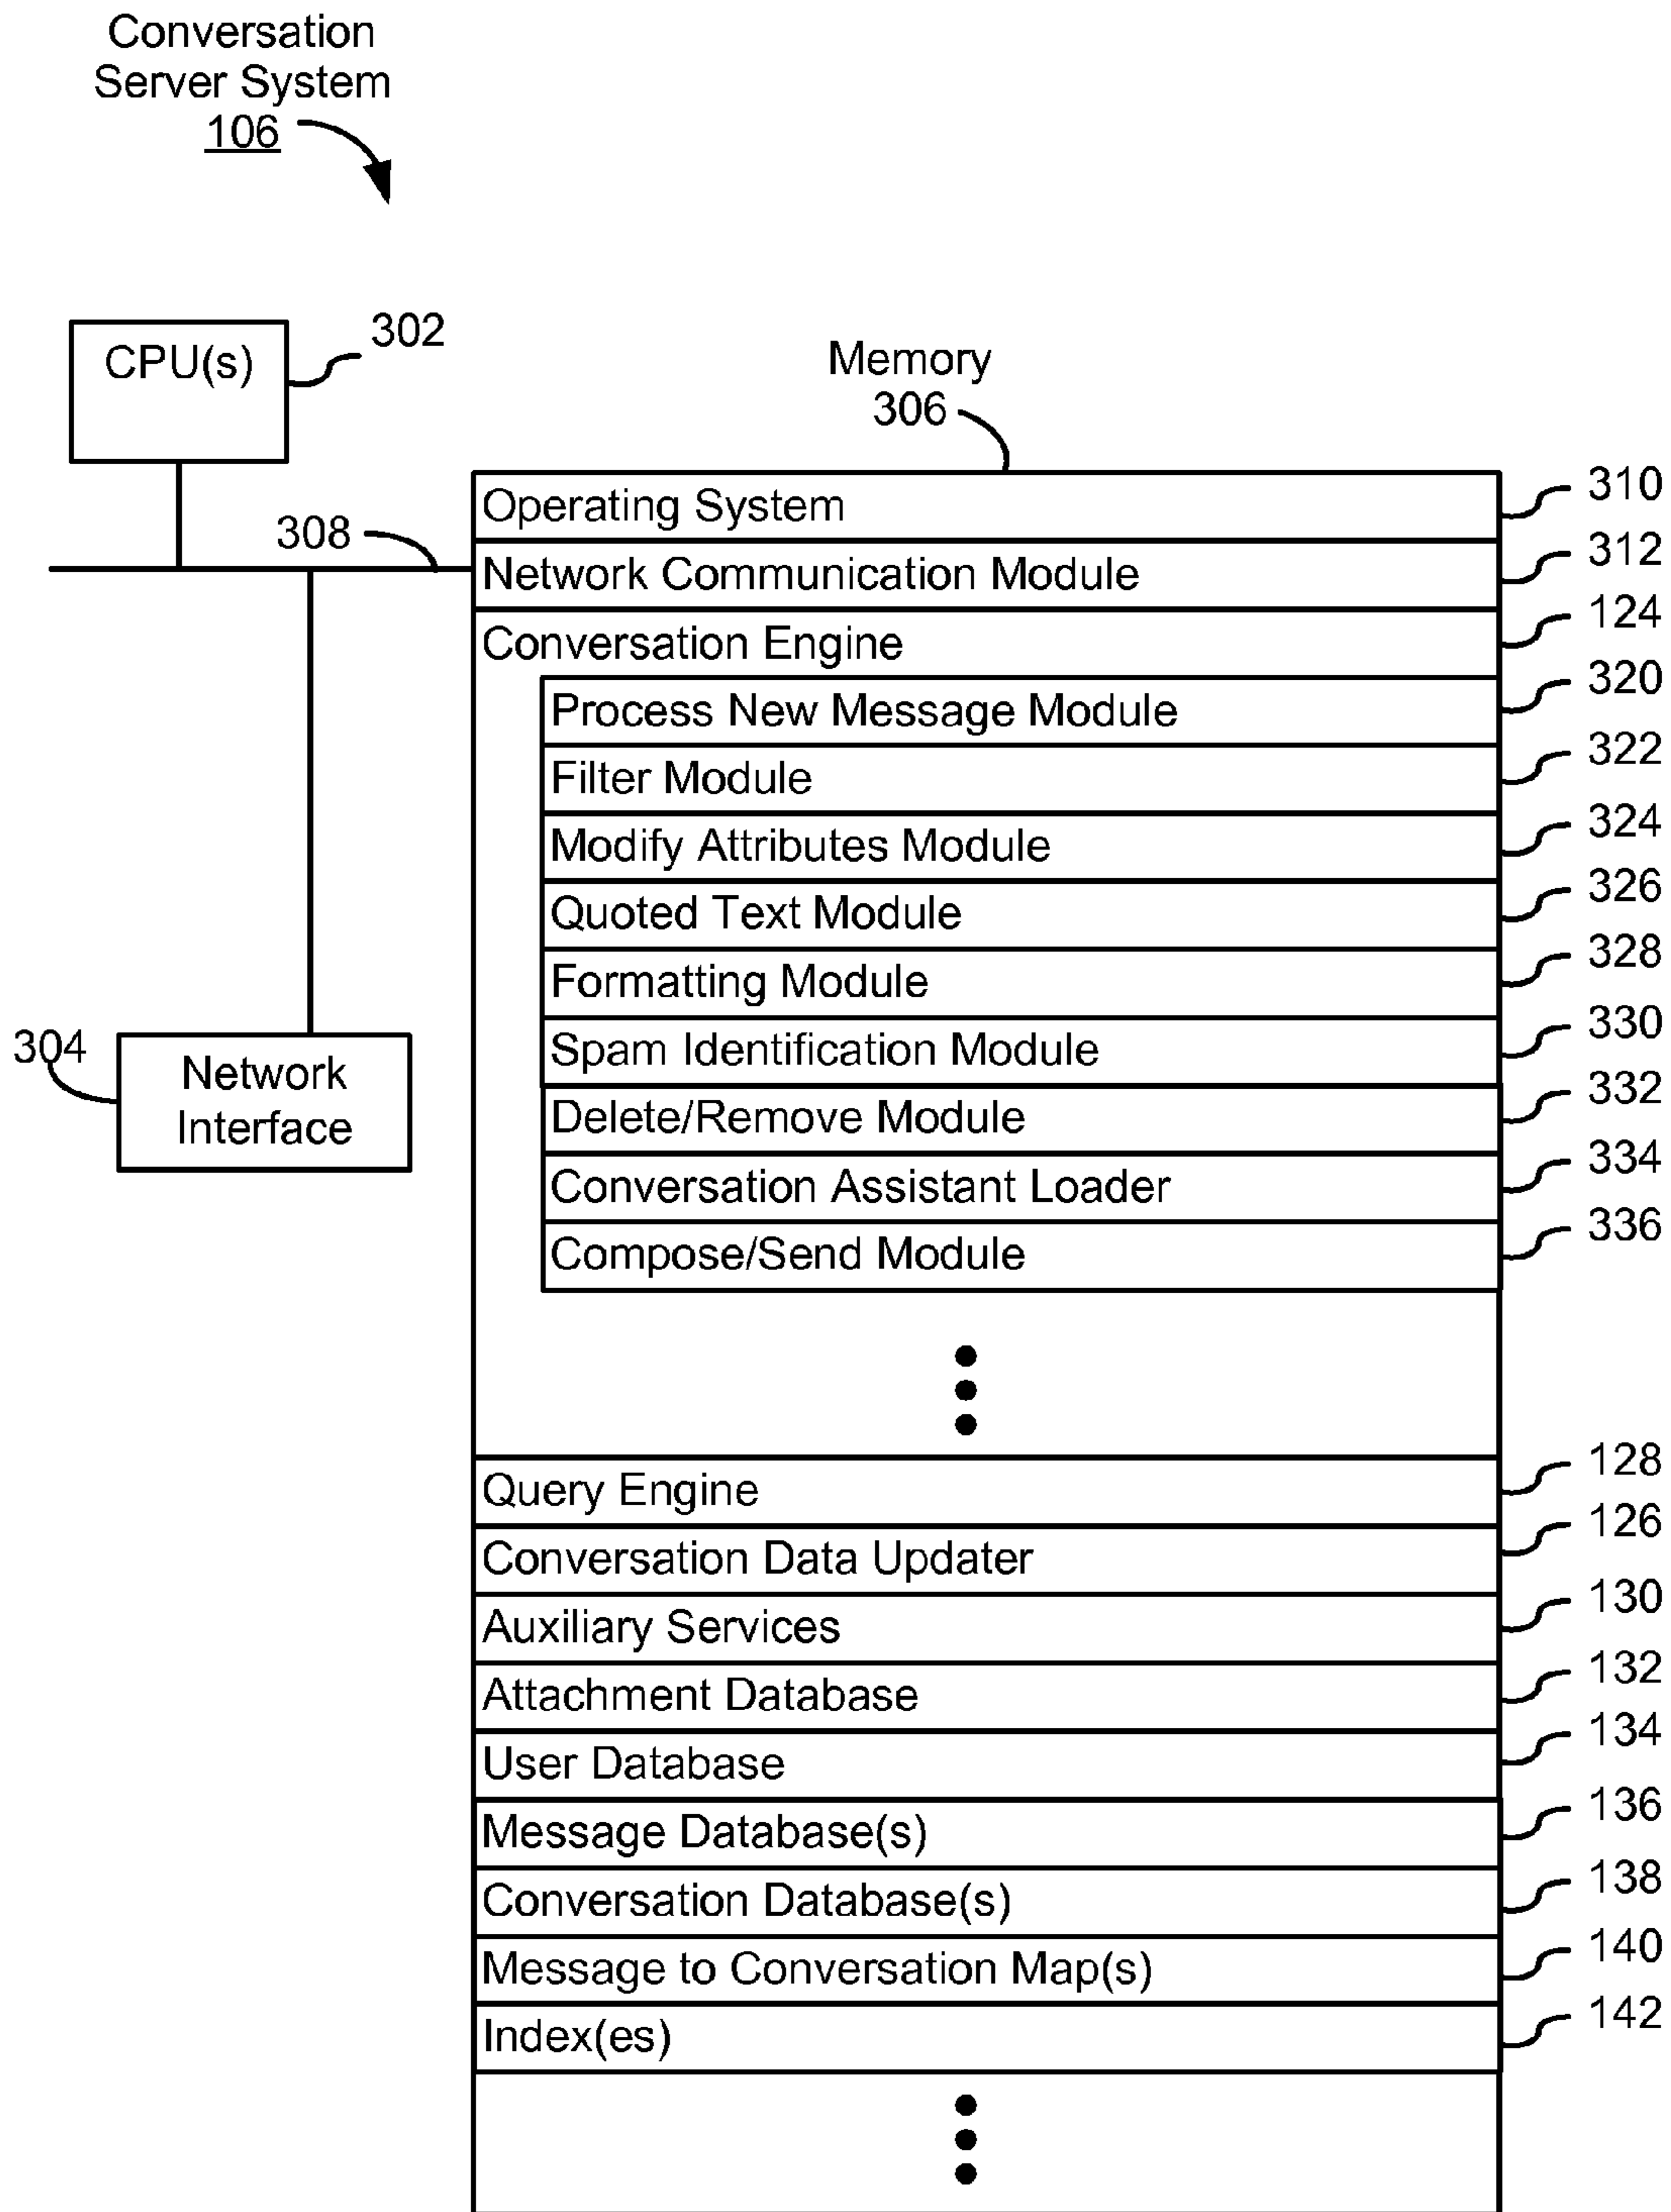 Conversation
Server System
106
CPU(s)
302
Memory
306
308
304
Network
Interface
Operating System 310
Network Communication Module 312
Conversation Engine 124
Process New Message Module 320
Filter Module 322
Modify Attributes Module 324
Quoted Text Module 326
Formatting Module 328
Spam Identification Module 330
Delete/Remove Module 332
Conversation Assistant Loader 334
Compose/Send Module 336
Query Engine 128
Conversation Data Updater 126
Auxiliary Services 130
Attachment Database 132
User Database 134
Message Database(s) 136
Conversation Database(s) 138
Message to Conversation Map(s) 140
Index(es) 142